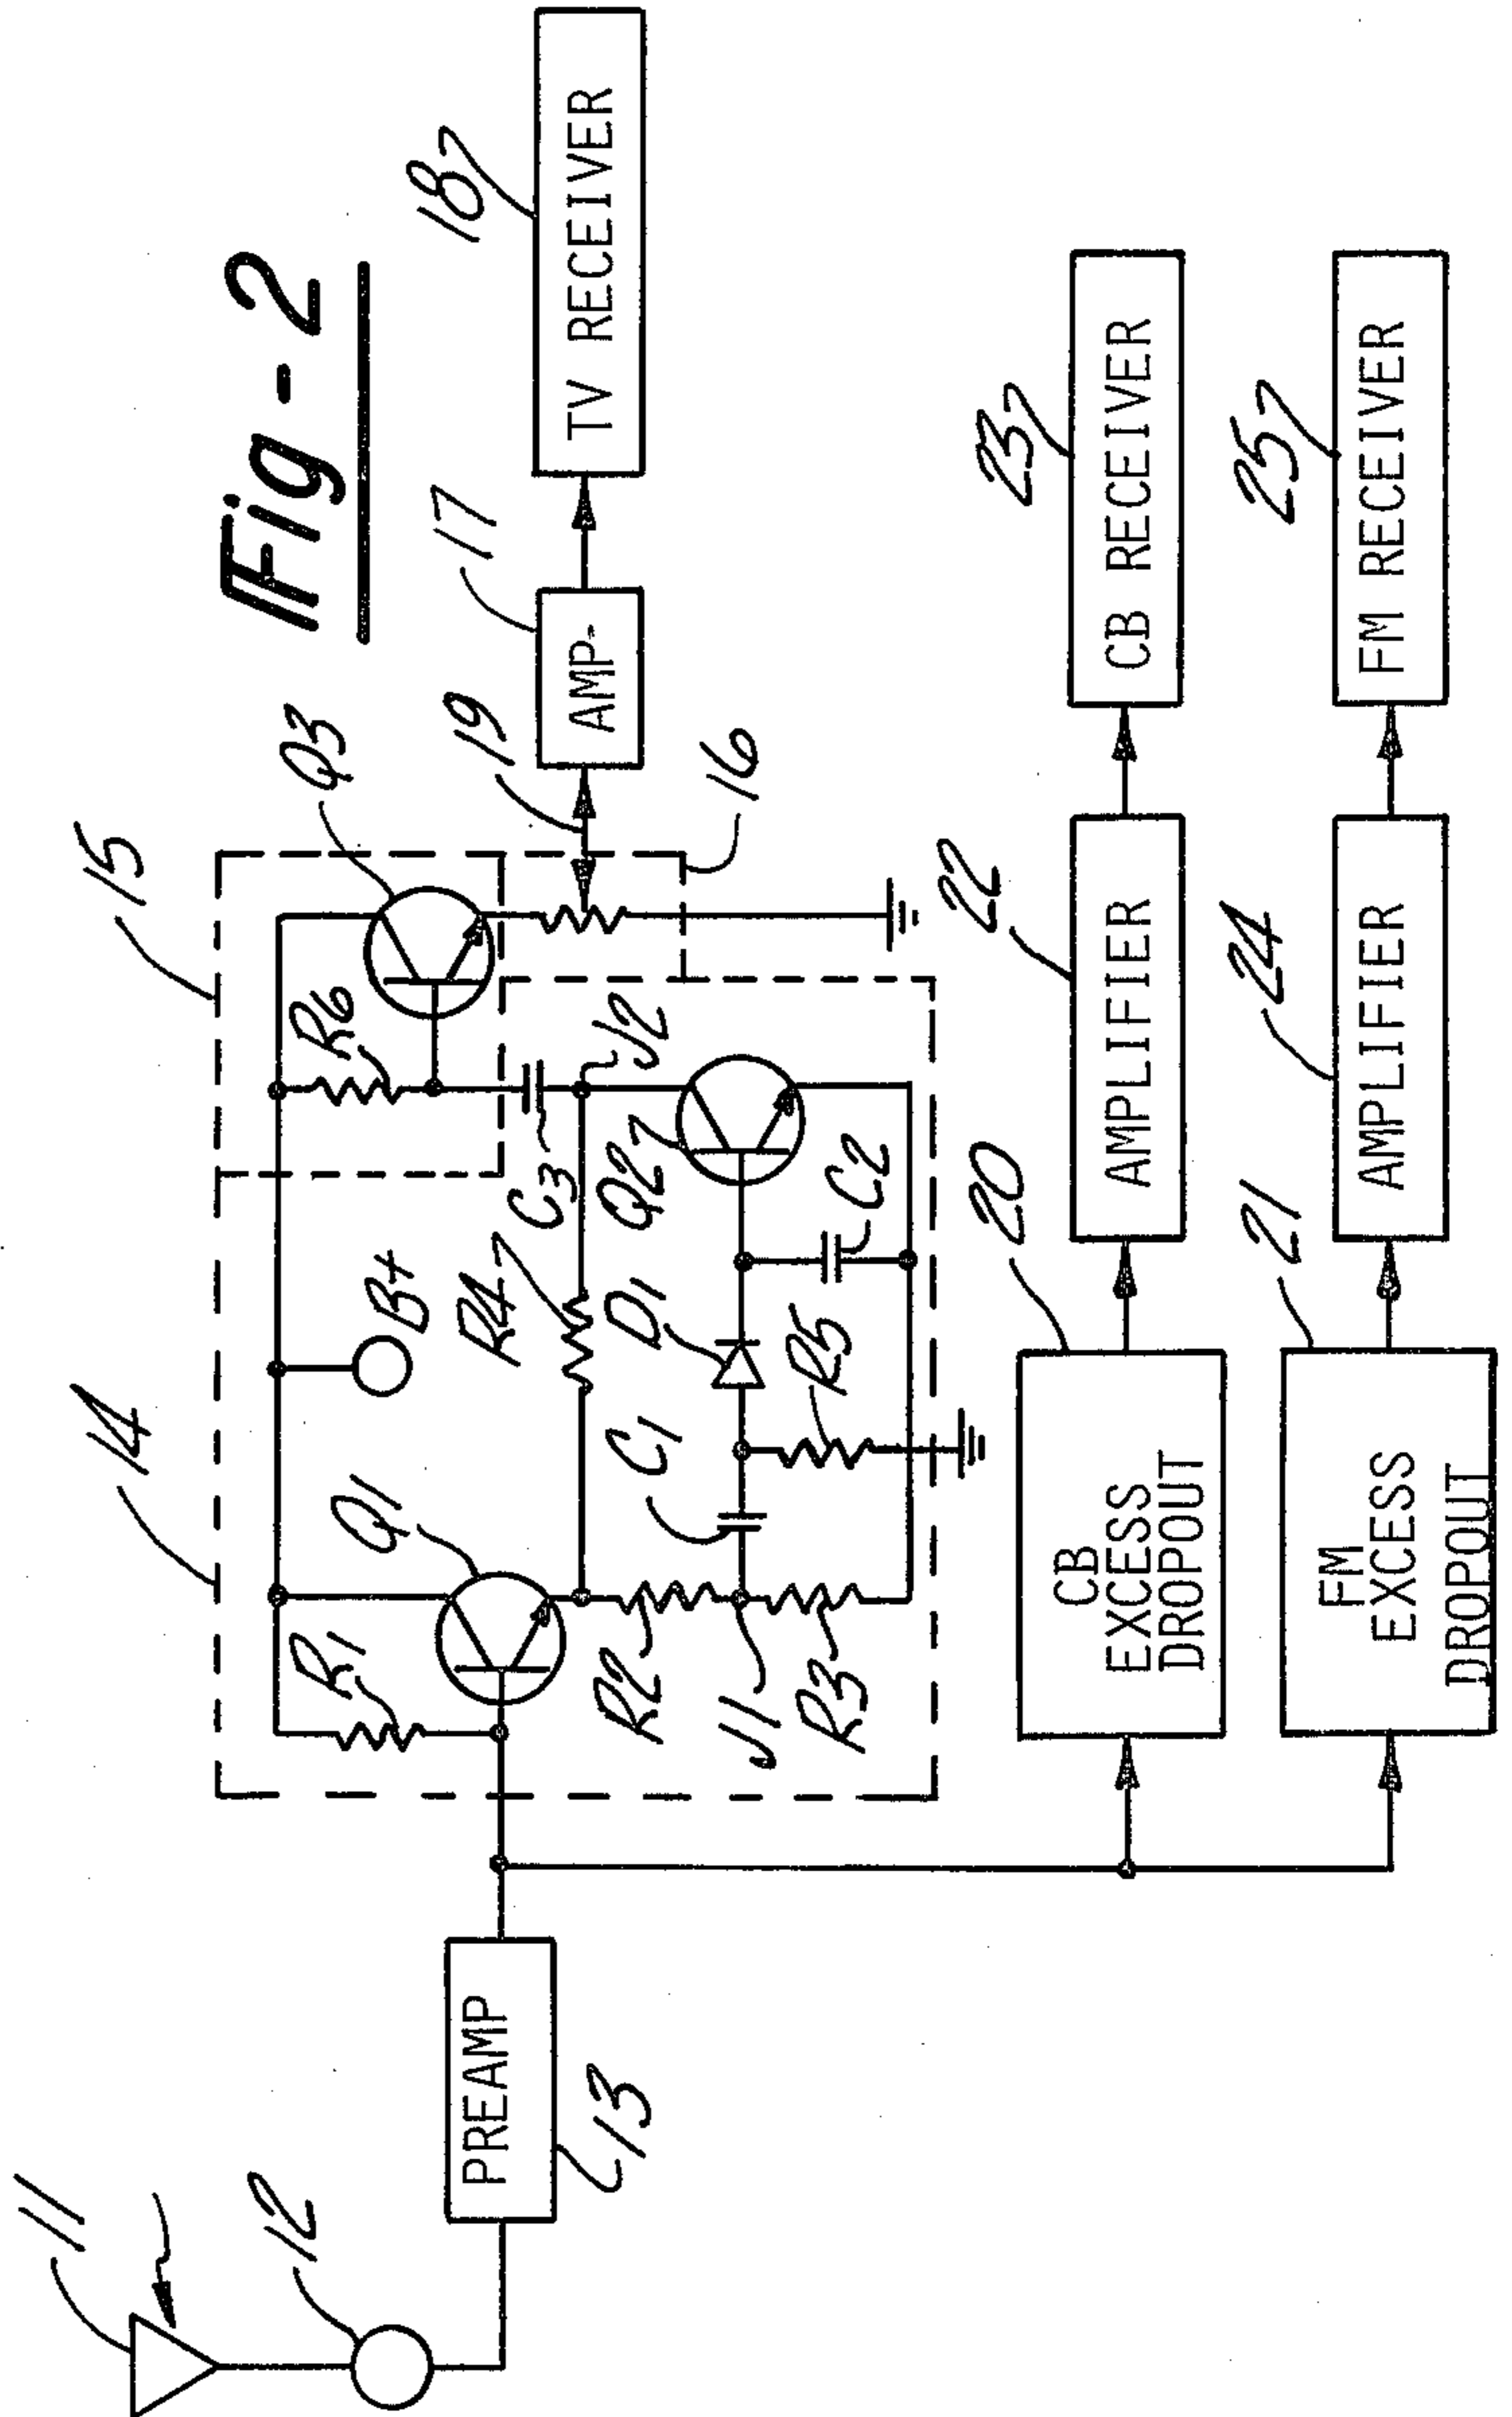 Fig - 2
11
12
PREAMP
13
14
15
R1
Q1
B+
R6
Q3
R2
J1
R3
R4
C3
J2
Q2
C1
D1
R5
C2
16
19
AMP-
17
TV RECEIVER
18
CB
EXCESS
DROPOUT
20
AMPLIFIER
22
CB RECEIVER
23
FM
EXCESS
DROPOUT
21
AMPLIFIER
24
FM RECEIVER
25